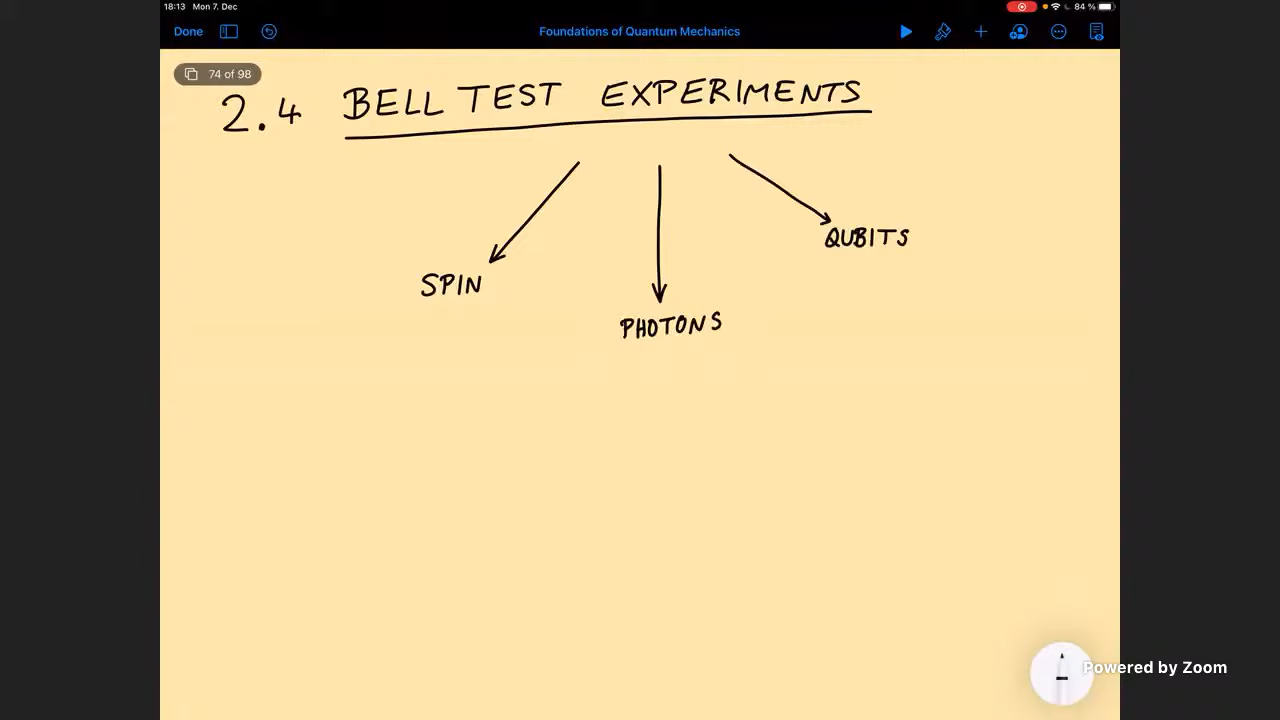 18:13 Mon 7. Dec
84 %
Done
Foundations of Quantum Mechanics
74 of 98
2.4 BELL TEST EXPERIMENTS
QUBITS
SPIN
PHOTONS
Powered by Zoom